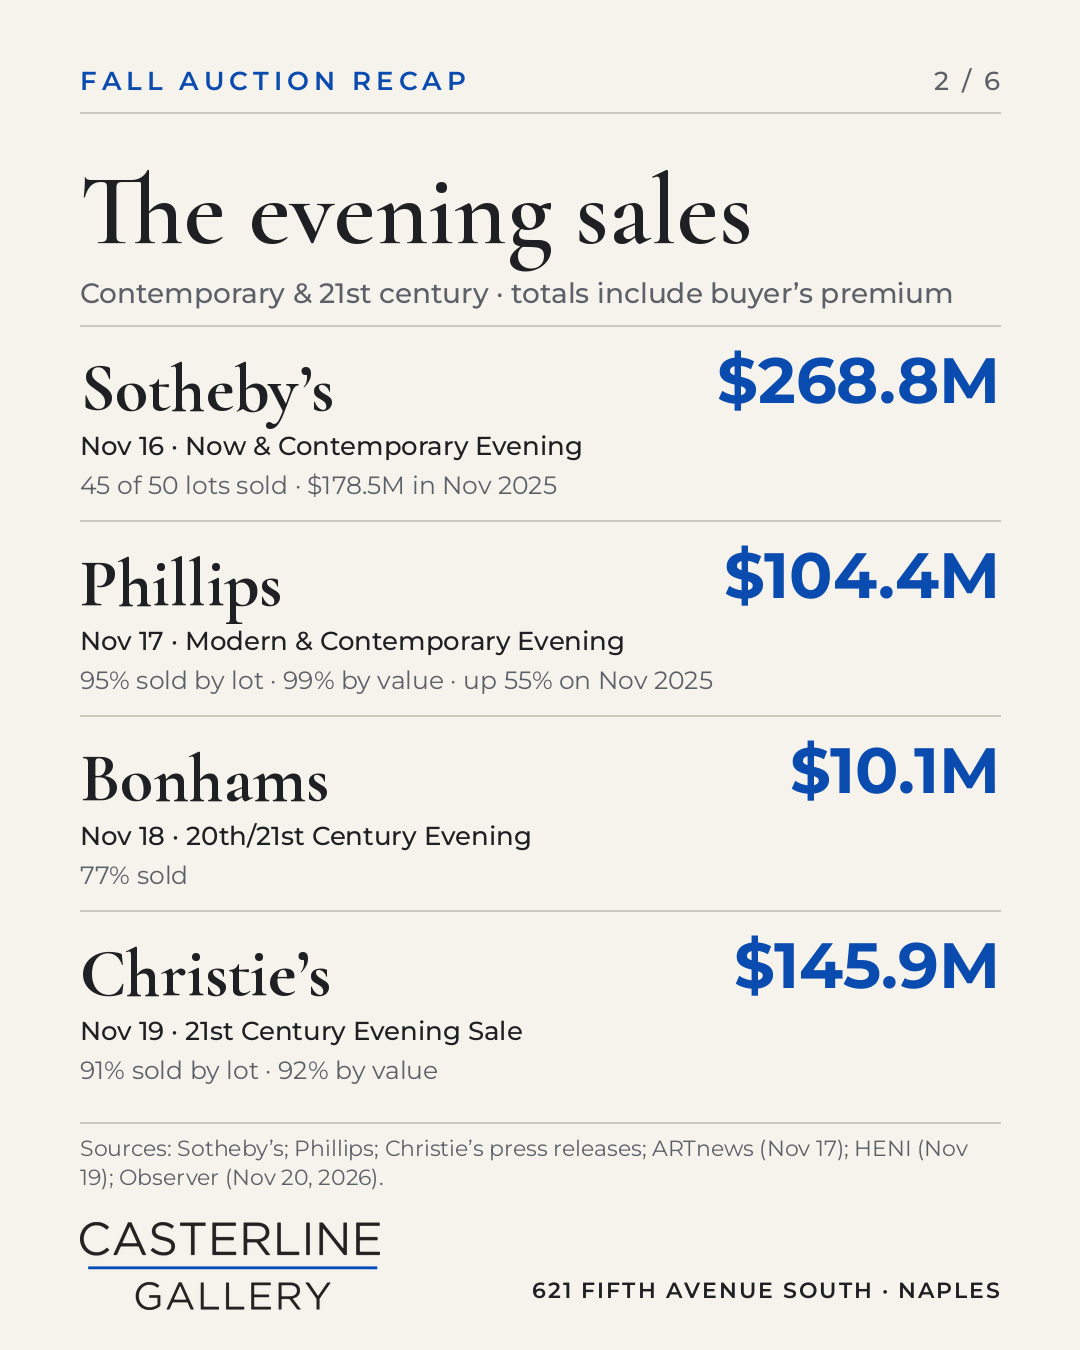 FALL AUCTION RECAP
2 / 6
The evening sales
Contemporary & 21st century · totals include buyer’s premium
Sotheby’s
$268.8M
Nov 16 · Now & Contemporary Evening
45 of 50 lots sold · $178.5M in Nov 2025
Phillips
$104.4M
Nov 17 · Modern & Contemporary Evening
95% sold by lot · 99% by value · up 55% on Nov 2025
Bonhams
$10.1M
Nov 18 · 20th/21st Century Evening
77% sold
Christie’s
$145.9M
Nov 19 · 21st Century Evening Sale
91% sold by lot · 92% by value
Sources: Sotheby’s; Phillips; Christie’s press releases; ARTnews (Nov 17); HENI (Nov
19); Observer (Nov 20, 2026).
CASTERLINE
GALLERY
621 FIFTH AVENUE SOUTH · NAPLES